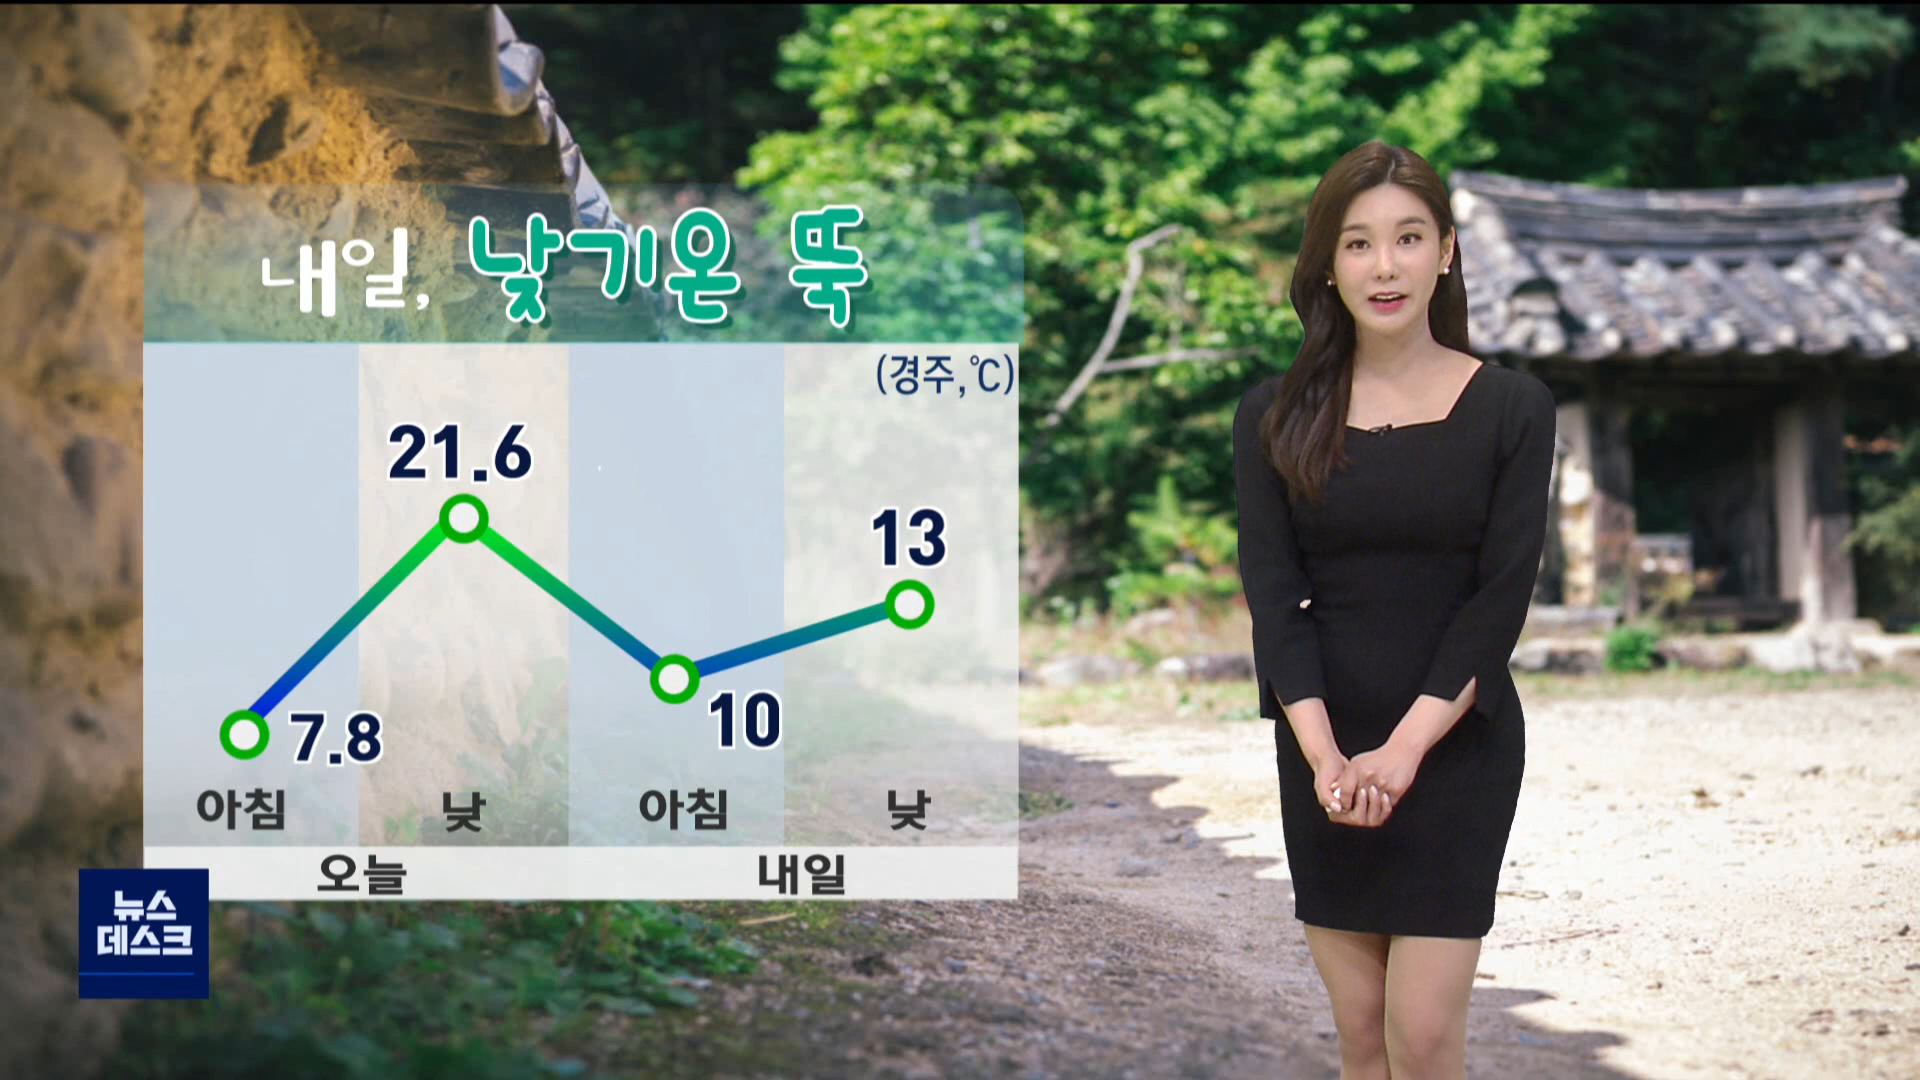 내일, 낮기온 뚝
(경주,℃)
21.6
13
10
7.8
아침
낮
아침
낮
오늘
내일
뉴스
데스크